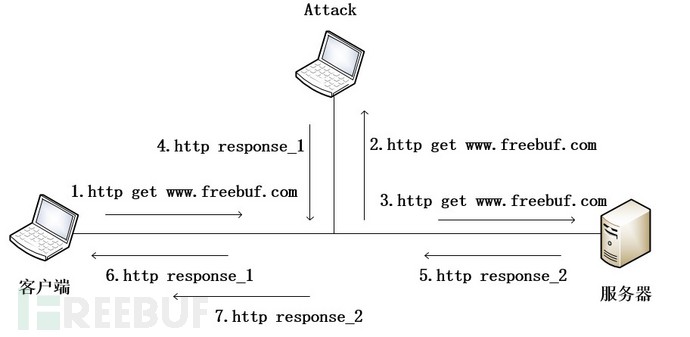 Attack
4.http response_1
2.http get www.freebuf.com
1.http get www.freebuf.com
3.http get www.freebuf.com
6.http response_1
5.http response_2
客户端
服务器
7.http response_2
FREEBUF